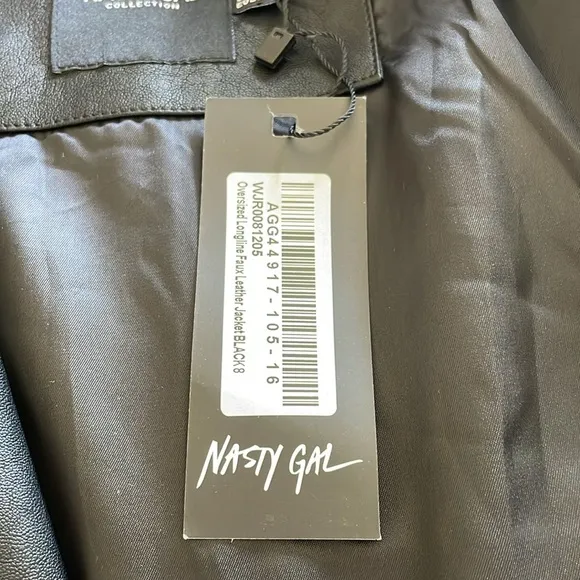 COLLECTION
AGG44917-105-16
WJR0081205
Oversized Longline Faux Leather Jacket BLACK 8
NASTY GAL